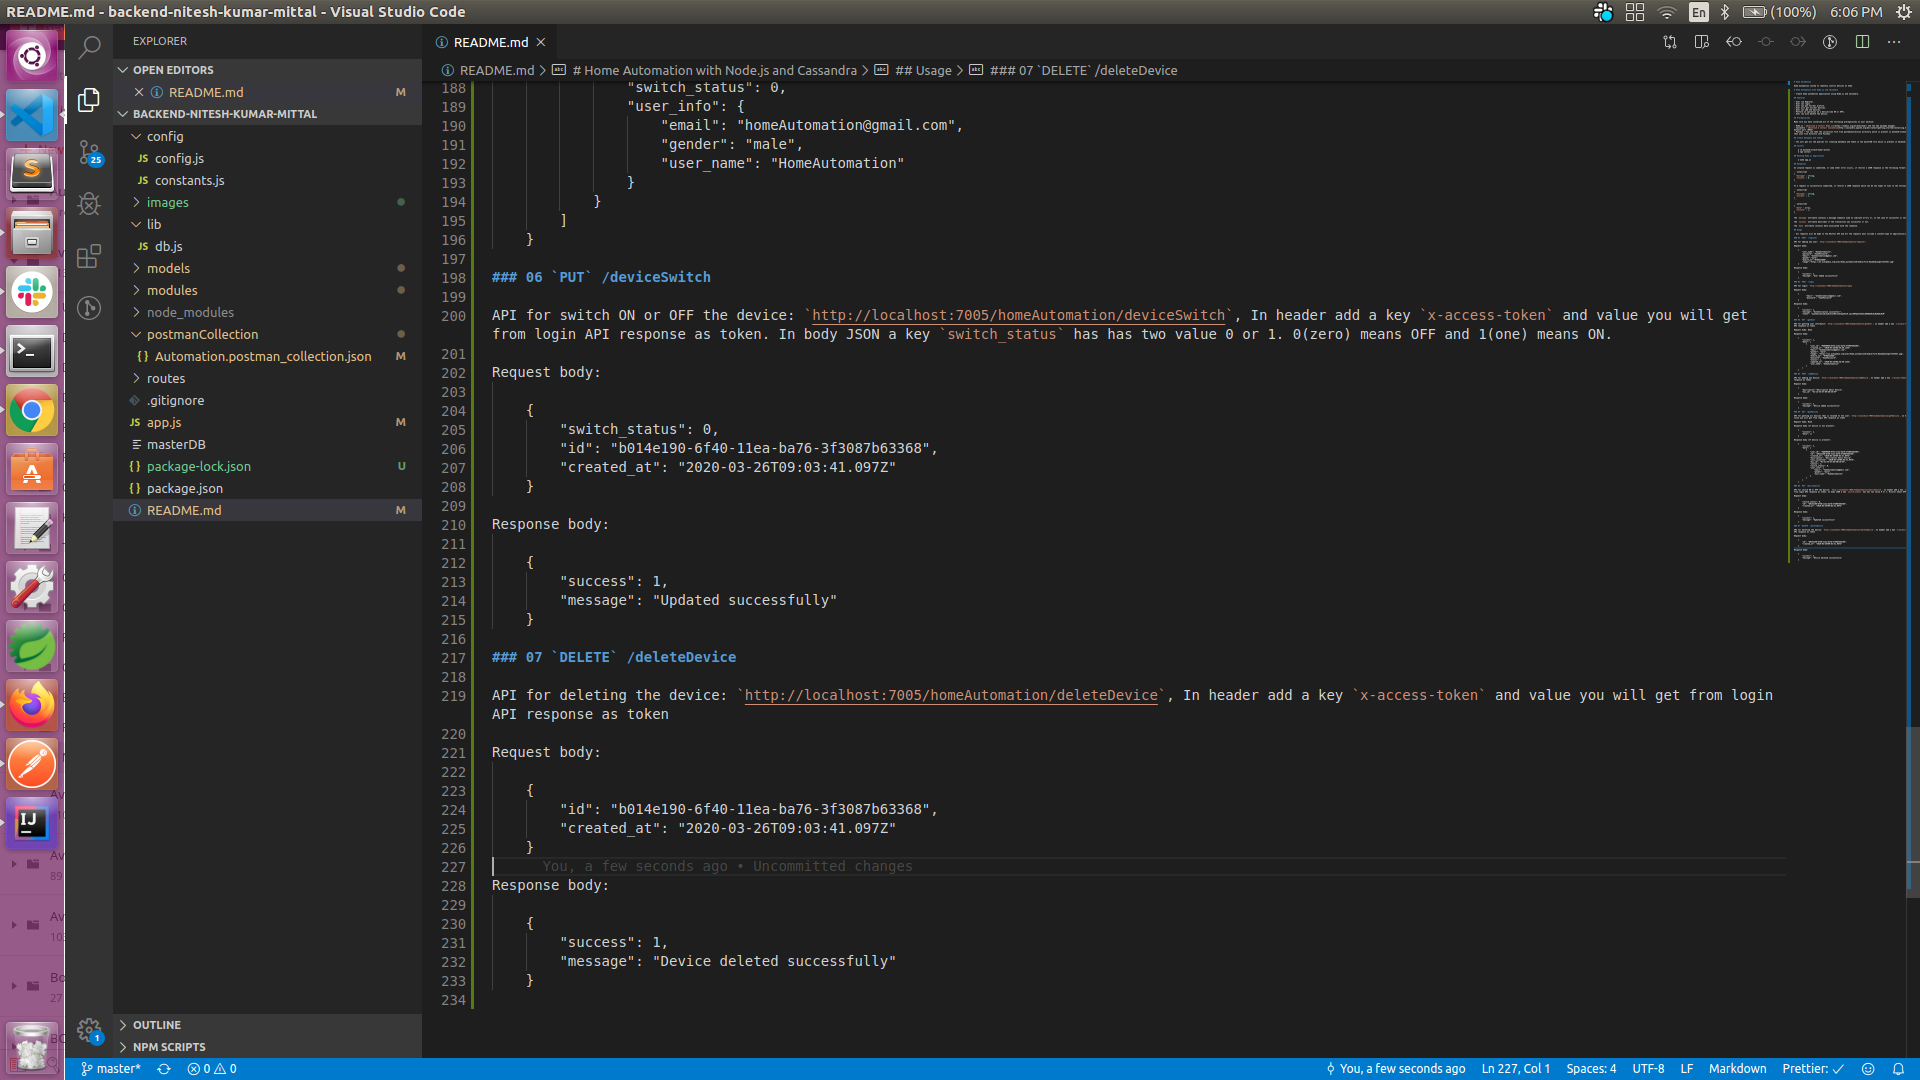 README.md - backend-nitesh-kumar-mittal - Visual Studio Code
En
(100%)
6:06 PM
EXPLORER
README.md
OPEN EDITORS
README.md
M
README.md > # Home Automation with Node.js and Cassandra > ## Usage > ### 07 `DELETE` /deleteDevice
BACKEND-NITESH-KUMAR-MITTAL
config
JS config.js
JS constants.js
images
lib
JS db.js
models
modules
node_modules
postmanCollection
{} Automation.postman_collection.json M
routes
.gitignore
JS app.js M
masterDB
{} package-lock.json U
{} package.json
README.md M
OUTLINE
NPM SCRIPTS
25
1
188 "switch_status": 0,
189 "user_info": {
190 "email": "homeAutomation@gmail.com",
191 "gender": "male",
192 "user_name": "HomeAutomation"
193 }
194 }
195 ]
196 }
197
198 ### 06 `PUT` /deviceSwitch
199
200 API for switch ON or OFF the device: `http://localhost:7005/homeAutomation/deviceSwitch`, In header add a key `x-access-token` and value you will get
from login API response as token. In body JSON a key `switch_status` has has two value 0 or 1. 0(zero) means OFF and 1(one) means ON.
201
202 Request body:
203
204 {
205 "switch_status": 0,
206 "id": "b014e190-6f40-11ea-ba76-3f3087b63368",
207 "created_at": "2020-03-26T09:03:41.097Z"
208 }
209
210 Response body:
211
212 {
213 "success": 1,
214 "message": "Updated successfully"
215 }
216
217 ### 07 `DELETE` /deleteDevice
218
219 API for deleting the device: `http://localhost:7005/homeAutomation/deleteDevice`, In header add a key `x-access-token` and value you will get from login
API response as token
220
221 Request body:
222
223 {
224 "id": "b014e190-6f40-11ea-ba76-3f3087b63368",
225 "created_at": "2020-03-26T09:03:41.097Z"
226 }
227 You, a few seconds ago • Uncommitted changes
228 Response body:
229
230 {
231 "success": 1,
232 "message": "Device deleted successfully"
233 }
234
master*
0
0
You, a few seconds ago
Ln 227, Col 1
Spaces: 4
UTF-8
LF
Markdown
Prettier: ✓